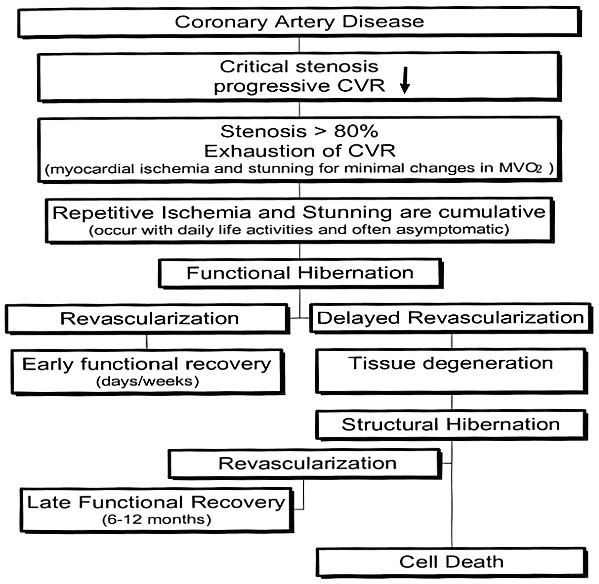 Coronary Artery Disease
Critical stenosis
progressive CVR ↓
Stenosis > 80%
Exhaustion of CVR
(myocardial ischemia and stunning for minimal changes in MVO2 )
Repetitive Ischemia and Stunning are cumulative
(occur with daily life activities and often asymptomatic)
Functional Hibernation
Revascularization
Delayed Revascularization
Early functional recovery
(days/weeks)
Tissue degeneration
Structural Hibernation
Revascularization
Late Functional Recovery
(6-12 months)
Cell Death